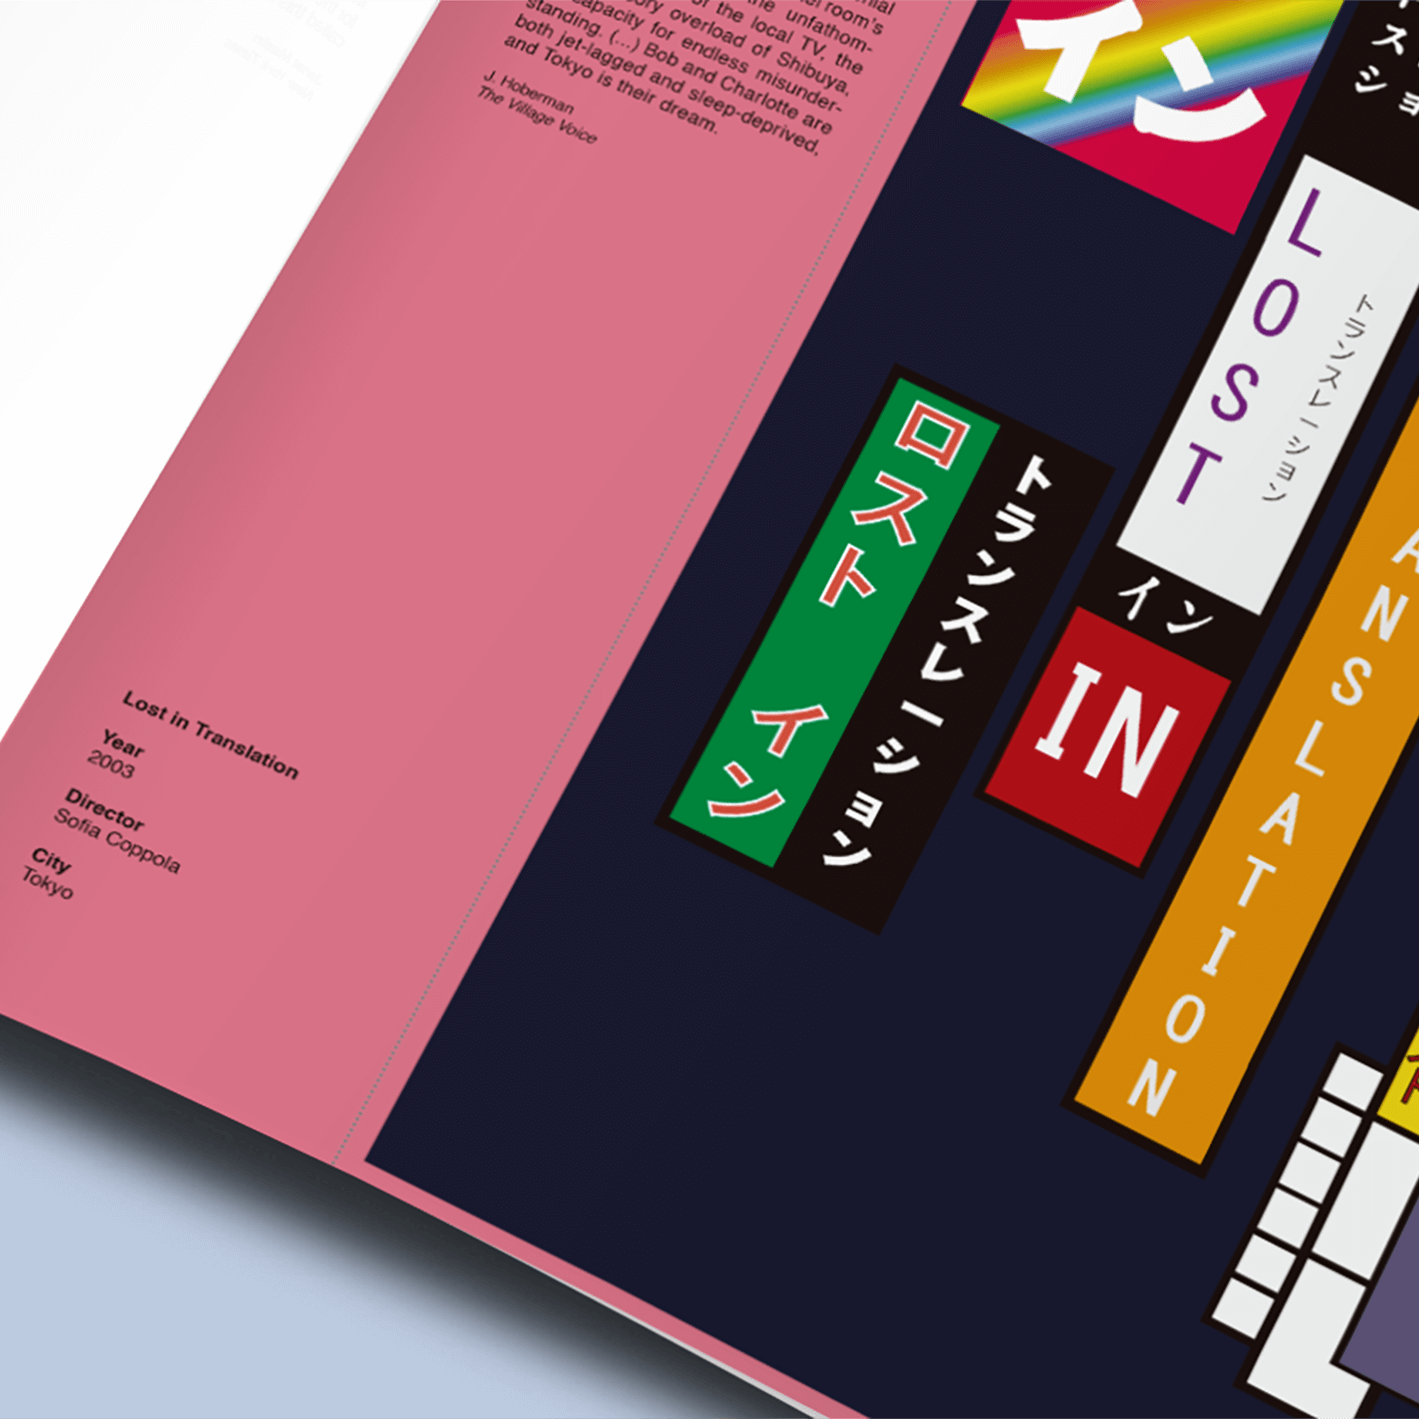 room's
the unfathom-
overload of the local TV, the
capacity for endless misunder-
of Shibuya,
standing. (...) Bob and Charlotte are
both jet-lagged and sleep-deprived,
and Tokyo is their dream.
J. Hoberman
The Village Voice
Lost in Translation
Year
2003
Director
Sofia Coppola
City
Tokyo
イン
ロスト イン
トランスレーション
LOST
トランスレーション
イン
IN
ANSLATION